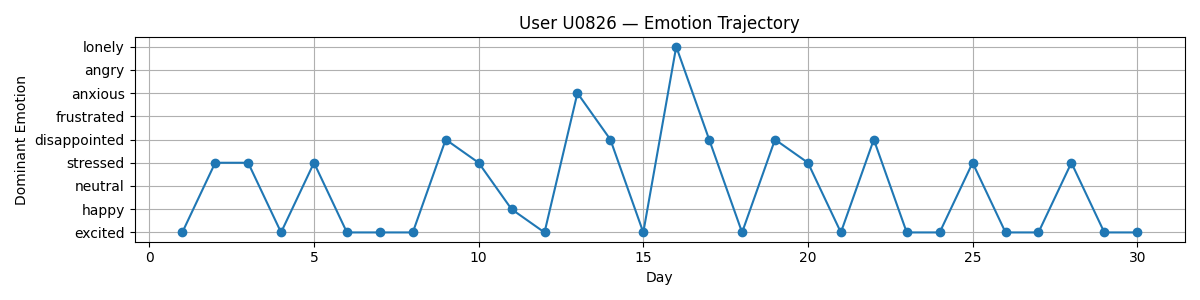 User U0826 — Emotion Trajectory
Dominant Emotion
lonely
angry
anxious
frustrated
disappointed
stressed
neutral
happy
excited
0 5 10 15 20 25 30
Day